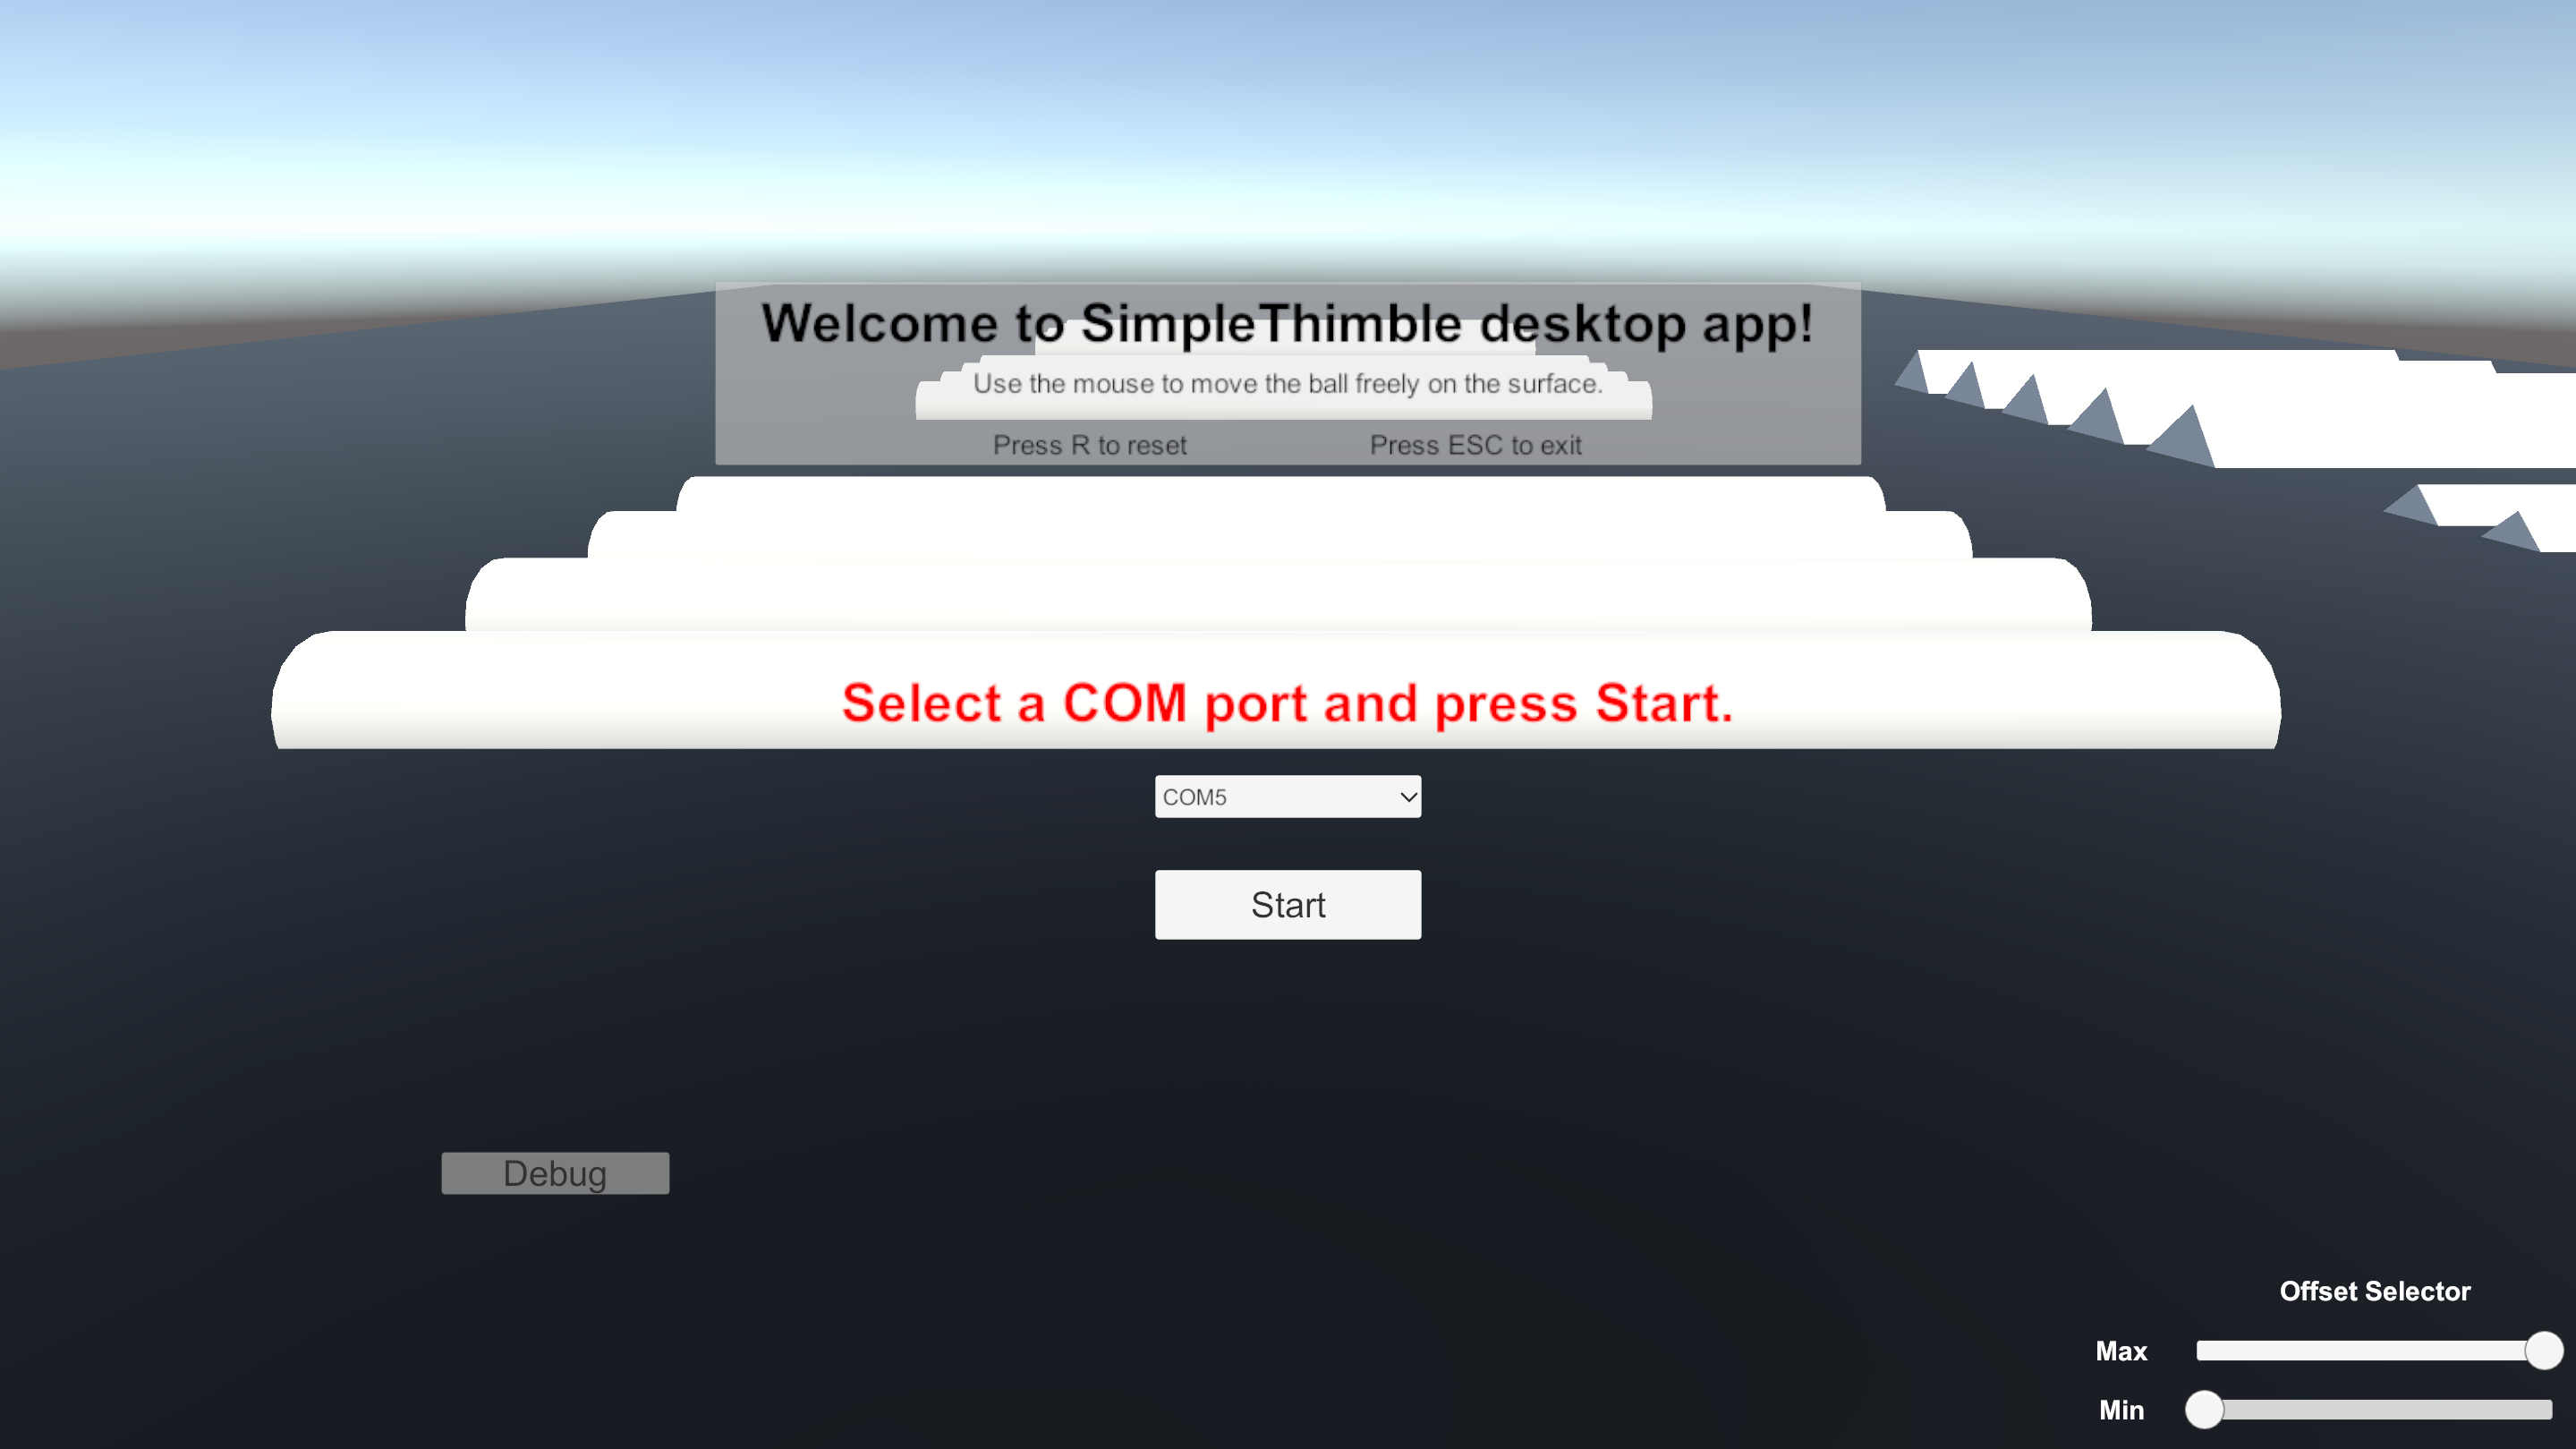 Welcome to SimpleThimble desktop app!
Use the mouse to move the ball freely on the surface.
Press R to reset
Press ESC to exit
Select a COM port and press Start.
COM5
Start
Debug
Offset Selector
Max
Min